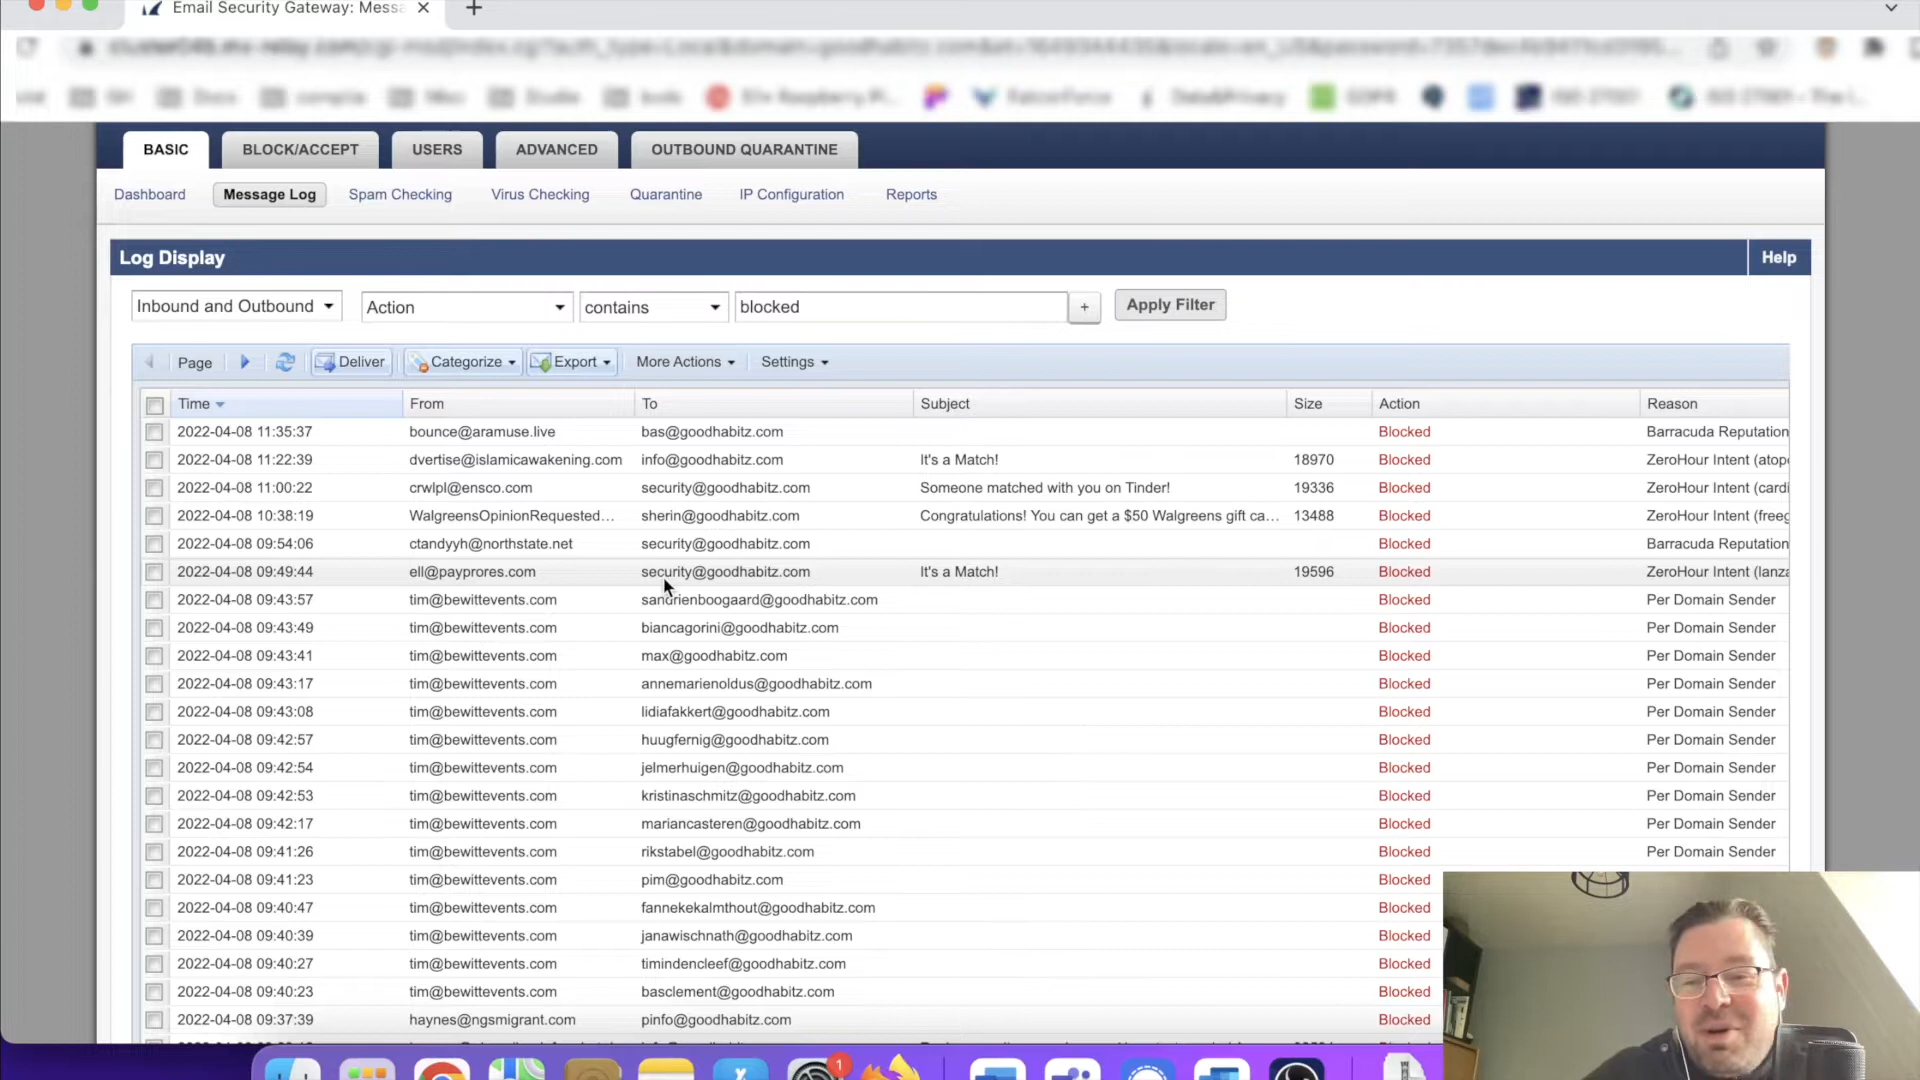 Email Security Gateway: Messa
BASIC BLOCK/ACCEPT USERS ADVANCED OUTBOUND QUARANTINE
Dashboard Message Log Spam Checking Virus Checking Quarantine IP Configuration Reports
Log Display Help
Inbound and Outbound Action contains blocked + Apply Filter
Page Deliver Categorize Export More Actions Settings
Time From To Subject Size Action Reason
2022-04-08 11:35:37 bounce@aramuse.live bas@goodhabitz.com Blocked Barracuda Reputation
2022-04-08 11:22:39 dvertise@islamicawakening.com info@goodhabitz.com It's a Match! 18970 Blocked ZeroHour Intent (atop
2022-04-08 11:00:22 crwlpl@ensco.com security@goodhabitz.com Someone matched with you on Tinder! 19336 Blocked ZeroHour Intent (cardi
2022-04-08 10:38:19 WalgreensOpinionRequested... sherin@goodhabitz.com Congratulations! You can get a $50 Walgreens gift ca... 13488 Blocked ZeroHour Intent (freeg
2022-04-08 09:54:06 ctandyyh@northstate.net security@goodhabitz.com Blocked Barracuda Reputation
2022-04-08 09:49:44 ell@payprores.com security@goodhabitz.com It's a Match! 19596 Blocked ZeroHour Intent (lanza
2022-04-08 09:43:57 tim@bewittevents.com sandrienboogaard@goodhabitz.com Blocked Per Domain Sender
2022-04-08 09:43:49 tim@bewittevents.com biancagorini@goodhabitz.com Blocked Per Domain Sender
2022-04-08 09:43:41 tim@bewittevents.com max@goodhabitz.com Blocked Per Domain Sender
2022-04-08 09:43:17 tim@bewittevents.com annemarienoldus@goodhabitz.com Blocked Per Domain Sender
2022-04-08 09:43:08 tim@bewittevents.com lidiafakkert@goodhabitz.com Blocked Per Domain Sender
2022-04-08 09:42:57 tim@bewittevents.com huugfernig@goodhabitz.com Blocked Per Domain Sender
2022-04-08 09:42:54 tim@bewittevents.com jelmerhuigen@goodhabitz.com Blocked Per Domain Sender
2022-04-08 09:42:53 tim@bewittevents.com kristinaschmitz@goodhabitz.com Blocked Per Domain Sender
2022-04-08 09:42:17 tim@bewittevents.com mariancasteren@goodhabitz.com Blocked Per Domain Sender
2022-04-08 09:41:26 tim@bewittevents.com rikstabel@goodhabitz.com Blocked Per Domain Sender
2022-04-08 09:41:23 tim@bewittevents.com pim@goodhabitz.com Blocked
2022-04-08 09:40:47 tim@bewittevents.com fannekekalmthout@goodhabitz.com Blocked
2022-04-08 09:40:39 tim@bewittevents.com janawischnath@goodhabitz.com Blocked
2022-04-08 09:40:27 tim@bewittevents.com timindencleef@goodhabitz.com Blocked
2022-04-08 09:40:23 tim@bewittevents.com basclement@goodhabitz.com Blocked
2022-04-08 09:37:39 haynes@ngsmigrant.com pinfo@goodhabitz.com Blocked
1